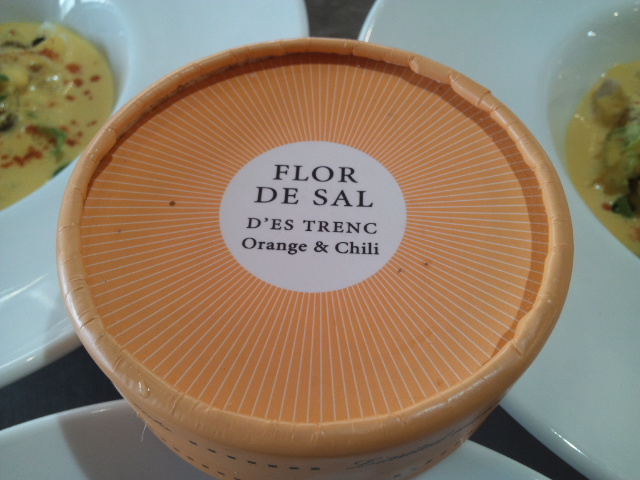 FLOR
DE SAL
D'ES TRENC
Orange & Chili